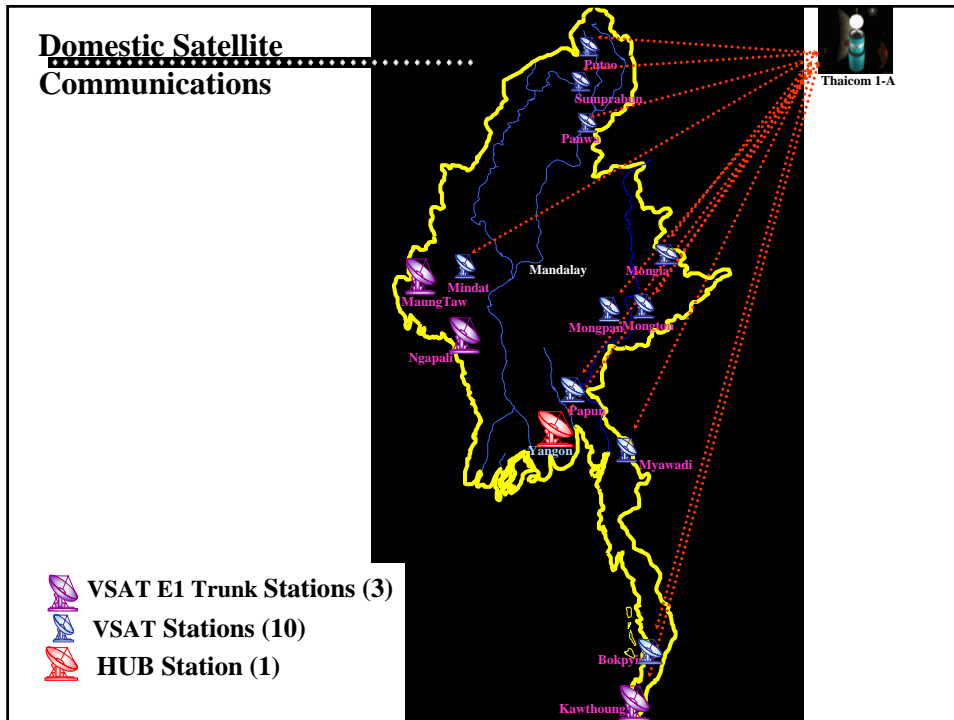 Domestic Satellite
Communications
Thaicom 1-A
Putao
Sumprabun
Panwa
Mandalay
Mongla
Mindat
MaungTaw
Mongpan
Mongton
Ngapali
Papun
Yangon
Myawadi
VSAT E1 Trunk Stations (3)
VSAT Stations (10)
HUB Station (1)
Bokpyin
Kawthoung